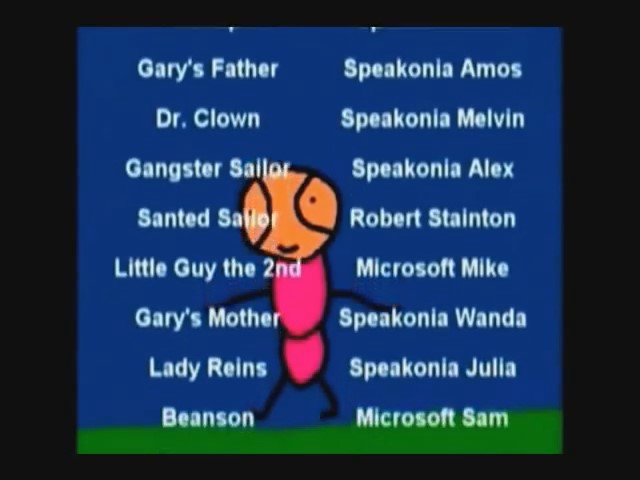 Gary's Father Speakonia Amos
Dr. Clown Speakonia Melvin
Gangster Sailor Speakonia Alex
Santed Sailor Robert Stainton
Little Guy the 2nd Microsoft Mike
Gary's Mother Speakonia Wanda
Lady Reins Speakonia Julia
Beanson Microsoft Sam